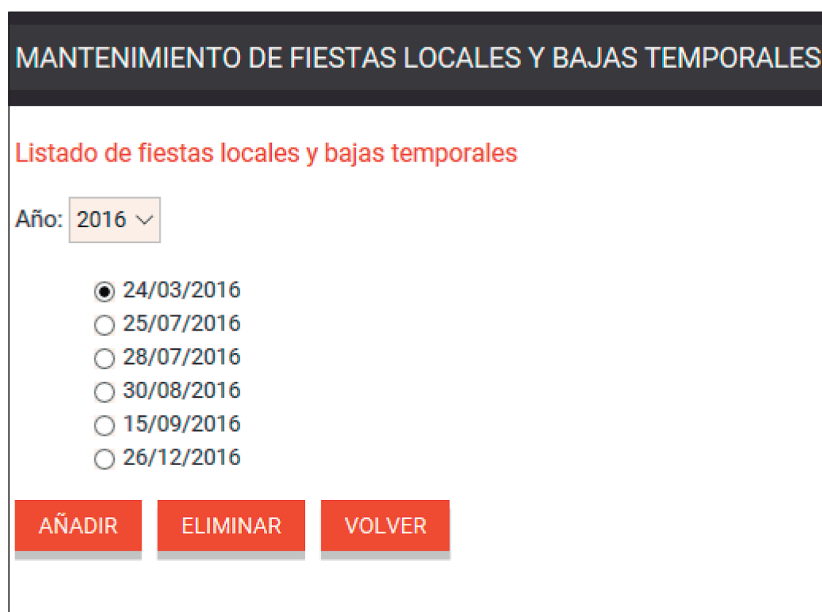 MANTENIMIENTO DE FIESTAS LOCALES Y BAJAS TEMPORALES
Listado de fiestas locales y bajas temporales
Año: 2016
24/03/2016
25/07/2016
28/07/2016
30/08/2016
15/09/2016
26/12/2016
AÑADIR ELIMINAR VOLVER